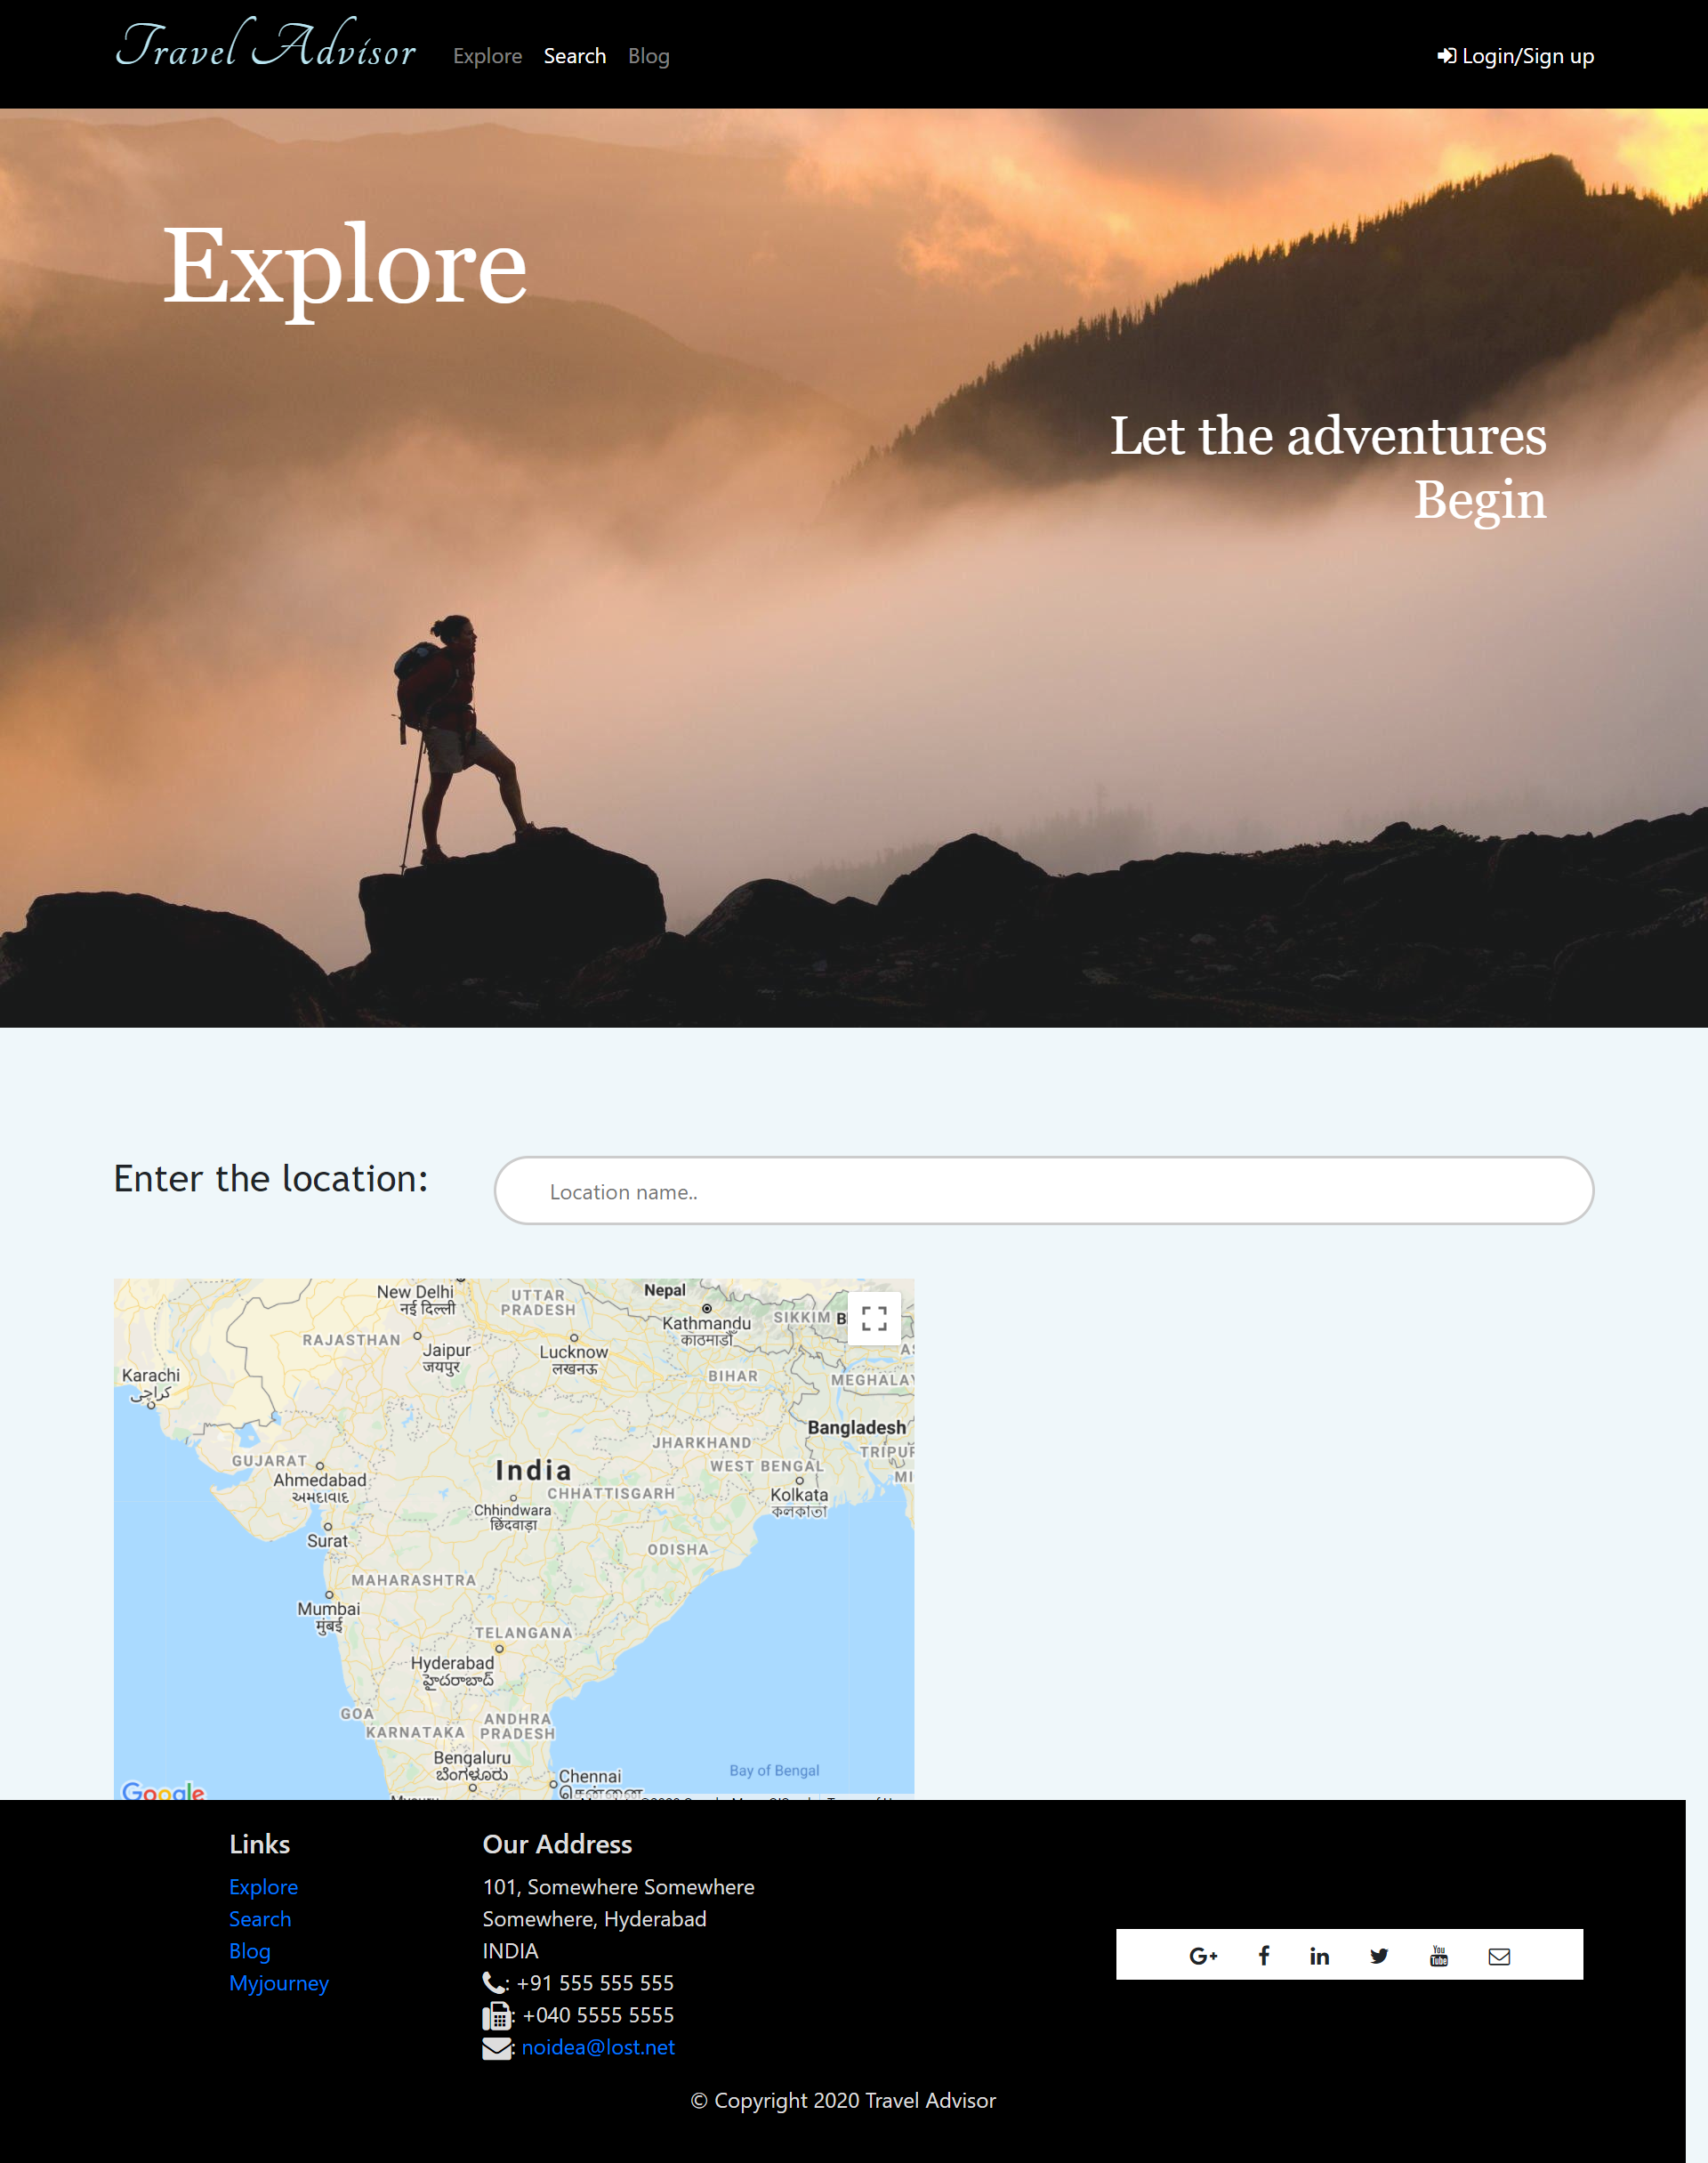 Travel Advisor
Explore Search Blog
Login/Sign up
Explore
Let the adventures
Begin
Enter the location:
Location name..
New Delhi
नई दिल्ली
UTTAR
PRADESH
Nepal
Kathmandu
काठमाडौँ
SIKKIM
RAJASTHAN
Jaipur
जयपुर
Lucknow
लखनऊ
Karachi
كراچى
BIHAR
MEGHALAY
Bangladesh
JHARKHAND
TRIPUR
GUJARAT
Ahmedabad
અમદાવાદ
India
WEST BENGAL
MI
CHHATTISGARH
Kolkata
কলকাতা
Chhindwara
छिंदवाड़ा
Surat
ODISHA
MAHARASHTRA
Mumbai
मुंबई
TELANGANA
Hyderabad
హైదరాబాద్
GOA
KARNATAKA
ANDHRA
PRADESH
Bengaluru
ಬೆಂಗಳೂರು
Chennai
சென்னை
Bay of Bengal
Google
Links
Explore
Search
Blog
Myjourney
Our Address
101, Somewhere Somewhere
Somewhere, Hyderabad
INDIA
: +91 555 555 555
: +040 5555 5555
: noidea@lost.net
G+ f in You Tube
© Copyright 2020 Travel Advisor